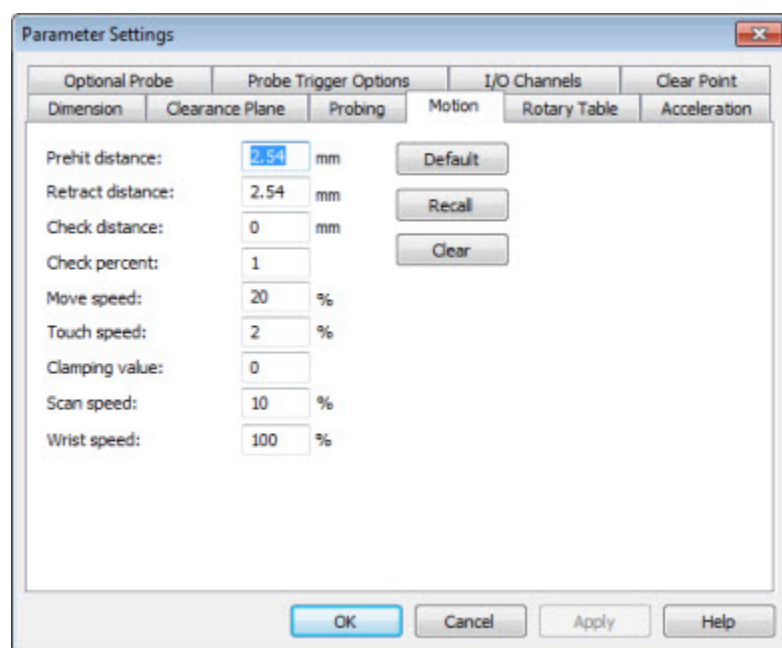 Parameter Settings
Optional Probe Probe Trigger Options I/O Channels Clear Point
Dimension Clearance Plane Probing Motion Rotary Table Acceleration
Prehit distance: 2.54 mm Default
Retract distance: 2.54 mm Recall
Check distance: 0 mm Clear
Check percent: 1
Move speed: 20 %
Touch speed: 2 %
Clamping value: 0
Scan speed: 10 %
Wrist speed: 100 %
OK Cancel Apply Help